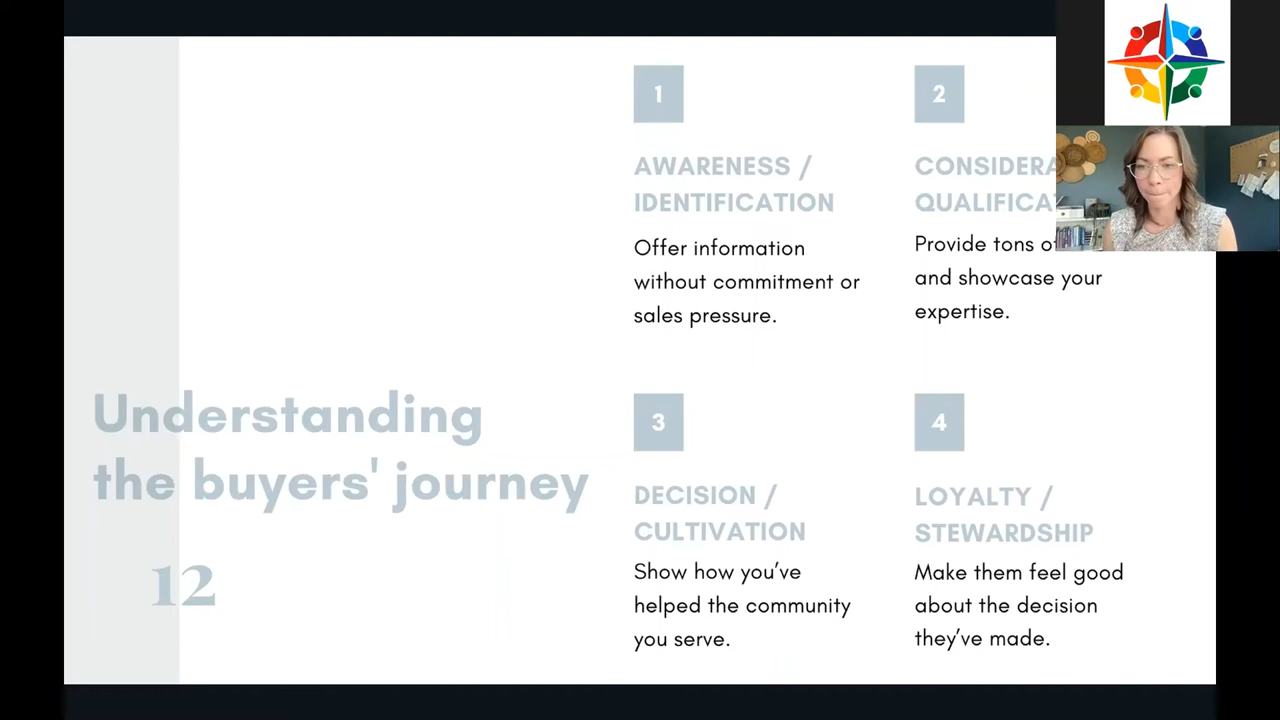 Understanding
the buyers' journey
12
1
AWARENESS /
IDENTIFICATION
Offer information
without commitment or
sales pressure.
2
Provide tons
and showcase your
expertise.
3
DECISION /
CULTIVATION
Show how you’ve
helped the community
you serve.
4
LOYALTY /
STEWARDSHIP
Make them feel good
about the decision
they’ve made.